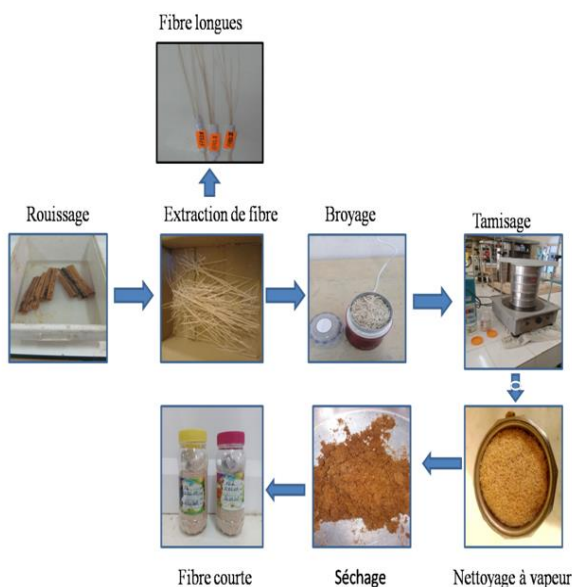 Fibre longues
Rouissage
Extraction de fibre
Broyage
Tamisage
Fibre courte
Séchage
Nettoyage à vapeur